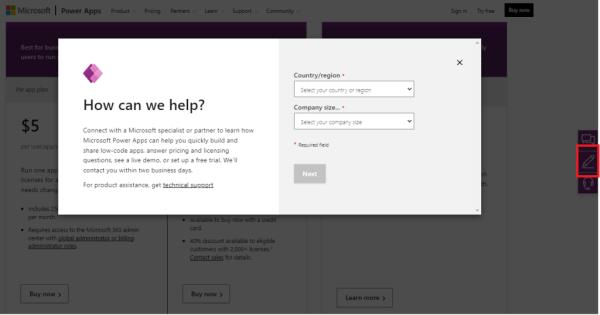 Microsoft | Power Apps Product Pricing Partners Learn Support Community Sign in Try free Buy now
Best for busi
users to run
Per app plan
$5
per user/app/
Run one app
licenses for a
needs chang
Includes 25
per month.
Requires access to the Microsoft 365 admin
center with global administrator or billing
administrator roles.
Buy now >
available to buy now with a credit
card.
40% discount available to eligible
customers with 2,000+ licenses.¹
Contact sales for details.
Buy now >
Learn more >
How can we help?
Connect with a Microsoft specialist or partner to learn how
Microsoft Power Apps can help you quickly build and
share low-code apps, answer pricing and licensing
questions, see a live demo, or set up a free trial. We'll
contact you within two business days.
For product assistance, get technical support
Country/region *
Select your country or region
Company size... *
Select your company size
* Required field
Next